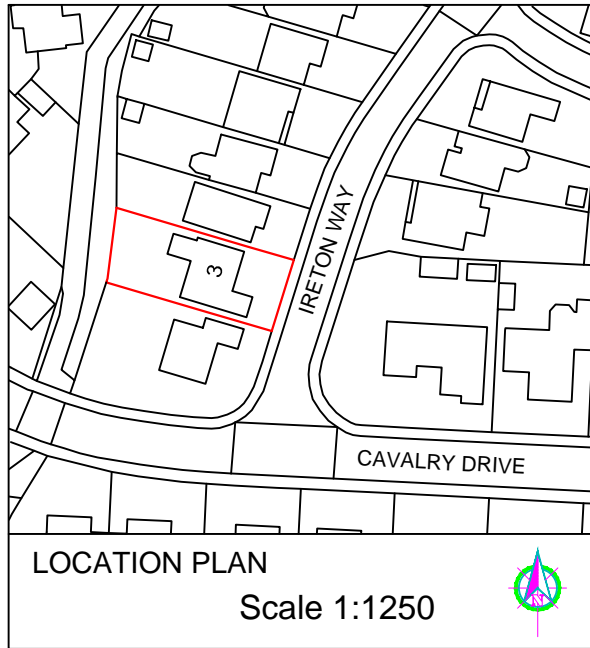 IRETON WAY
3
CAVALRY DRIVE
LOCATION PLAN
Scale 1:1250
N